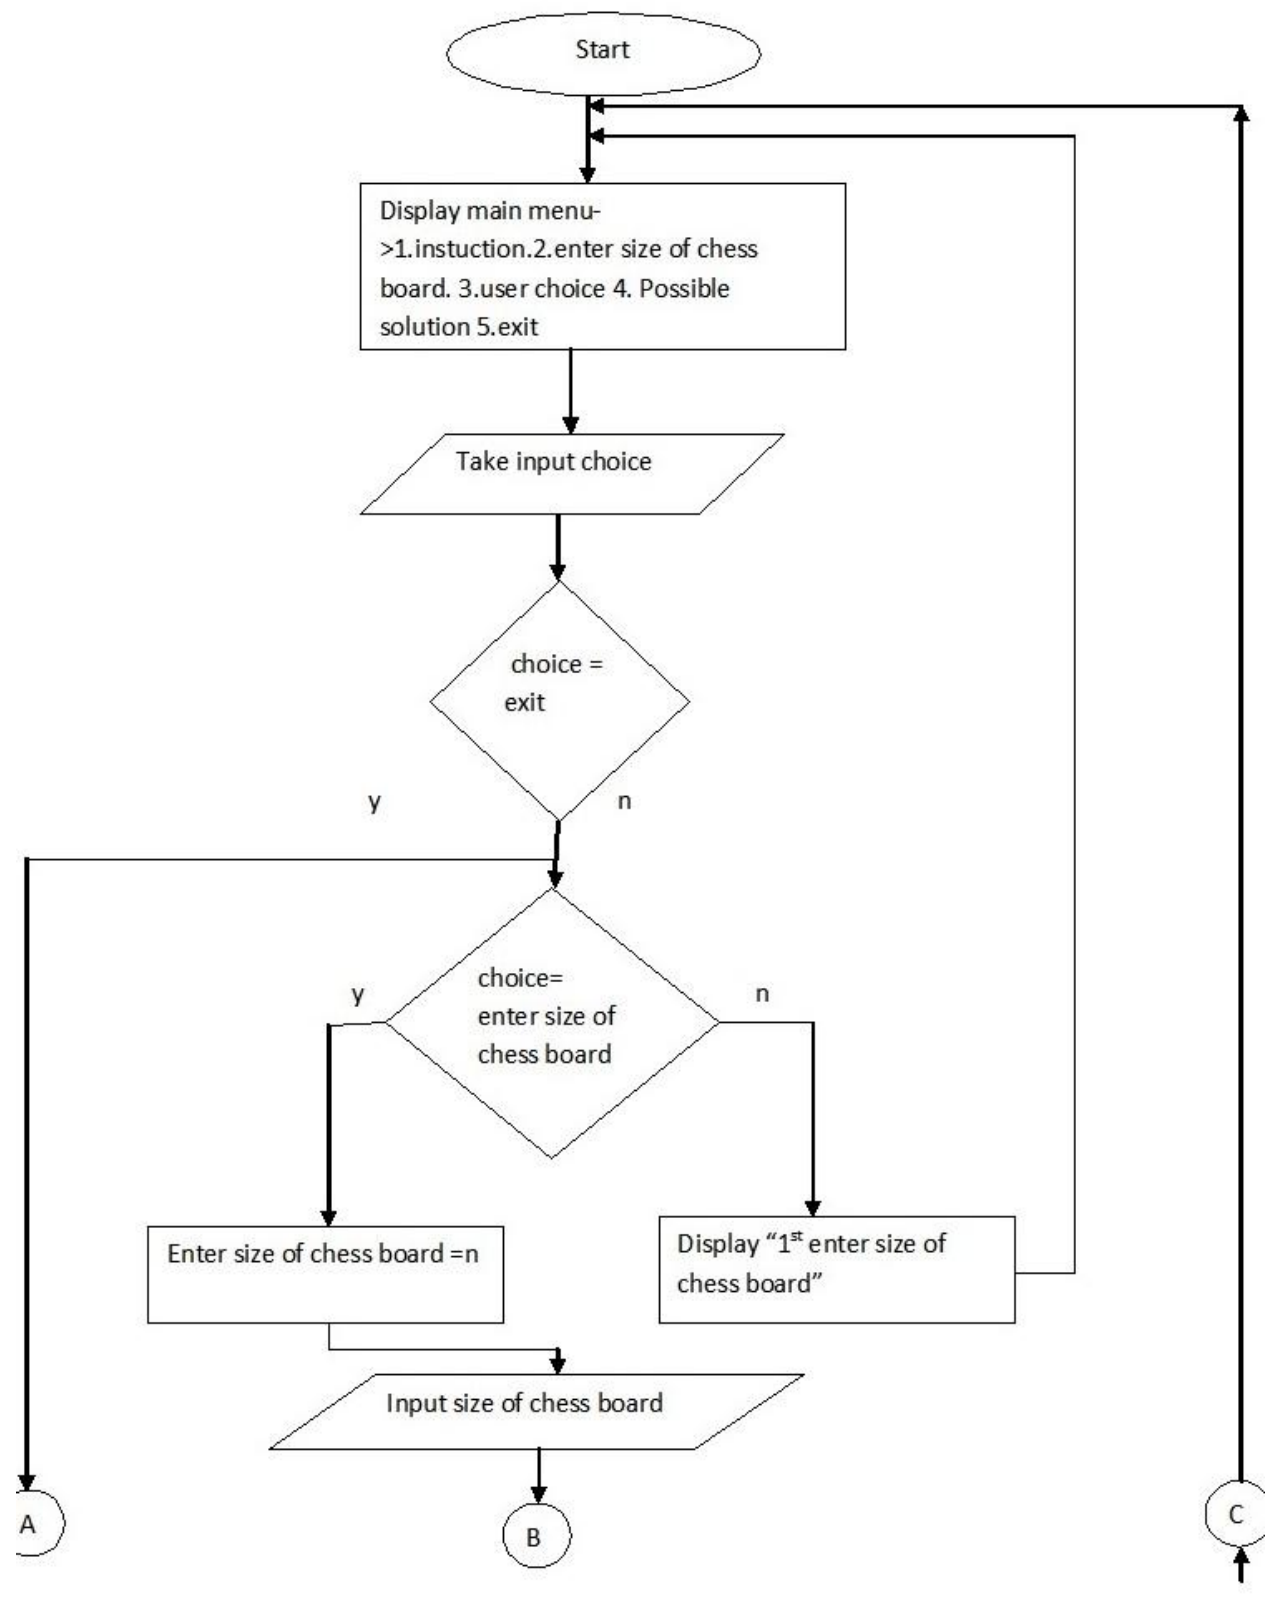 Start
Display main menu-
>1.instuction.2.enter size of chess
board. 3.user choice 4. Possible
solution 5.exit
Take input choice
choice =
exit
y
n
choice=
enter size of
chess board
y
n
Enter size of chess board =n
Display “1st enter size of
chess board”
Input size of chess board
A
B
C